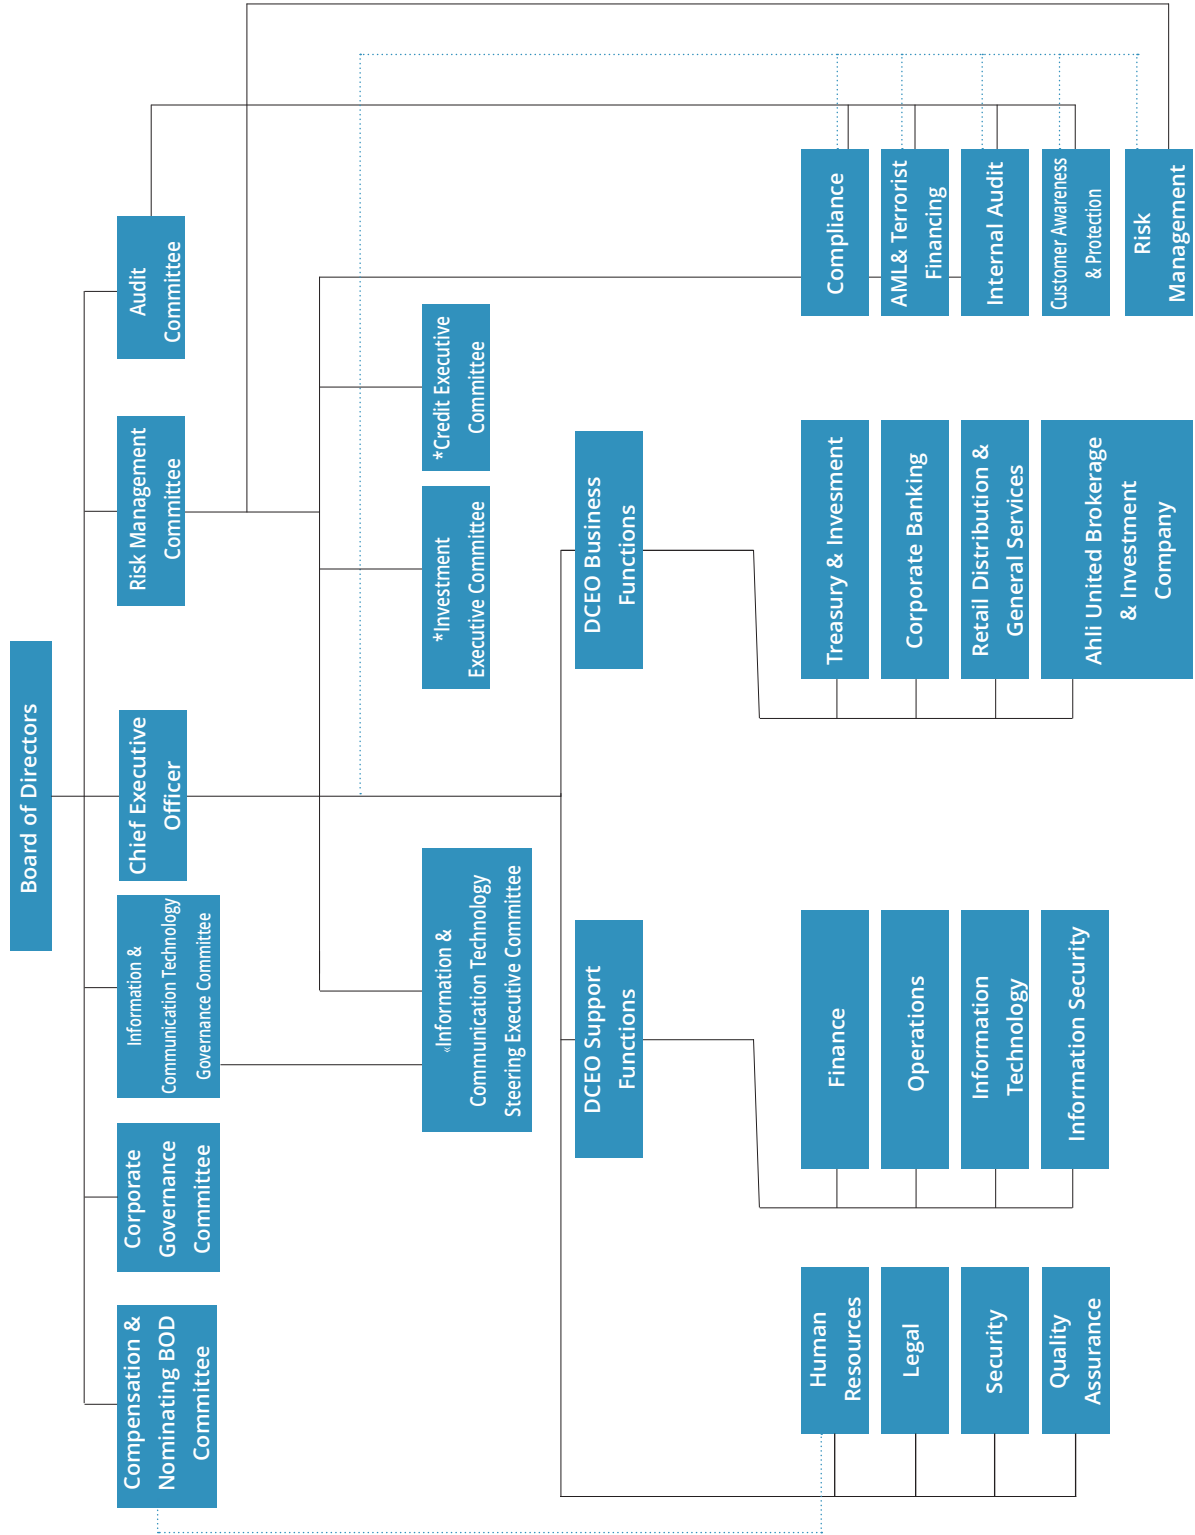 Board of Directors
Compensation &
Nominating BOD
Committee
Corporate
Governance
Committee
Information &
Communication Technology
Governance Committee
Chief Executive
Officer
Risk Management
Committee
Audit
Committee
«Information &
Communication Technology
Steering Executive Committee
*Investment
Executive Committee
*Credit Executive
Committee
DCEO Support
Functions
DCEO Business
Functions
Human
Resources
Legal
Security
Quality
Assurance
Finance
Operations
Information
Technology
Information Security
Treasury & Invesment
Corporate Banking
Retail Distribution &
General Services
Ahli United Brokerage
& Investment
Company
Compliance
AML& Terrorist
Financing
Internal Audit
Customer Awareness
& Protection
Risk
Management